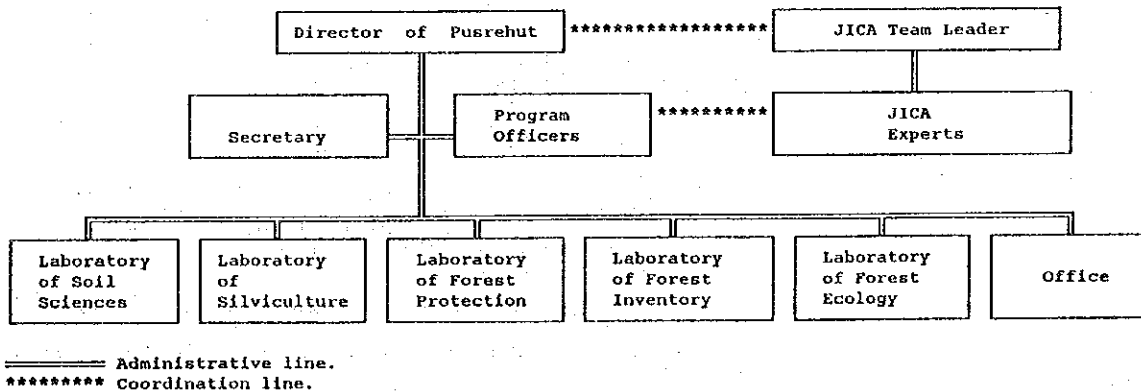 Director of Pusrehut ****************** JICA Team Leader
Secretary
Program
Officers
********** JICA
Experts
Laboratory
of Soil
Sciences
Laboratory
of
Silviculture
Laboratory
of Forest
Protection
Laboratory
of Forest
Inventory
Laboratory
of Forest
Ecology
Office
Administrative line.
********* Coordination line.